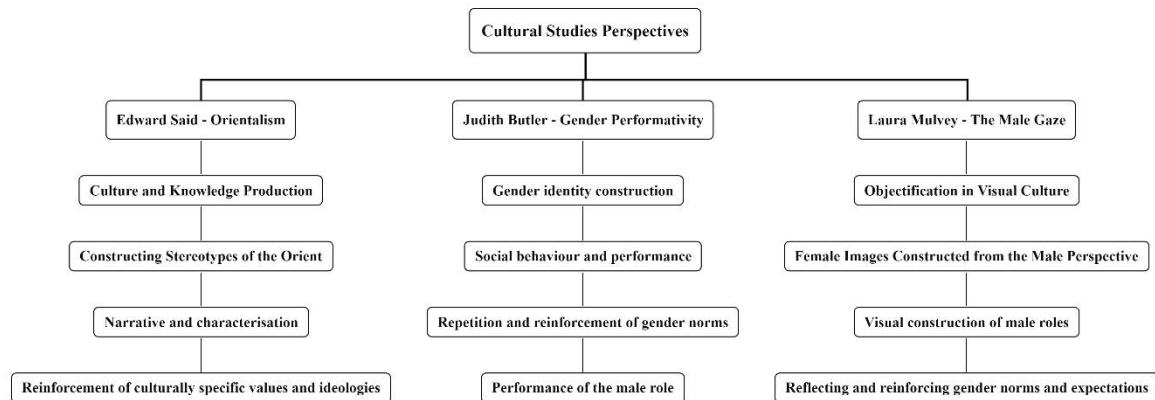 Cultural Studies Perspectives
Edward Said - Orientalism
Judith Butler - Gender Performativity
Laura Mulvey - The Male Gaze
Culture and Knowledge Production
Gender identity construction
Objectification in Visual Culture
Constructing Stereotypes of the Orient
Social behaviour and performance
Female Images Constructed from the Male Perspective
Narrative and characterisation
Repetition and reinforcement of gender norms
Visual construction of male roles
Reinforcement of culturally specific values and ideologies
Performance of the male role
Reflecting and reinforcing gender norms and expectations